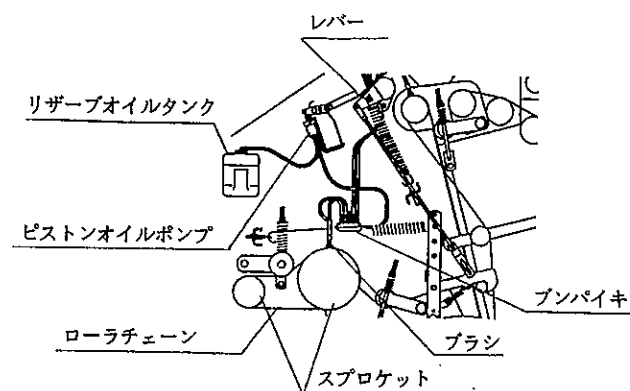 レバー
リザーブオイルタンク
ピストンオイルポンプ
ブンパイキ
ローラチェーン
ブラシ
スプロケット